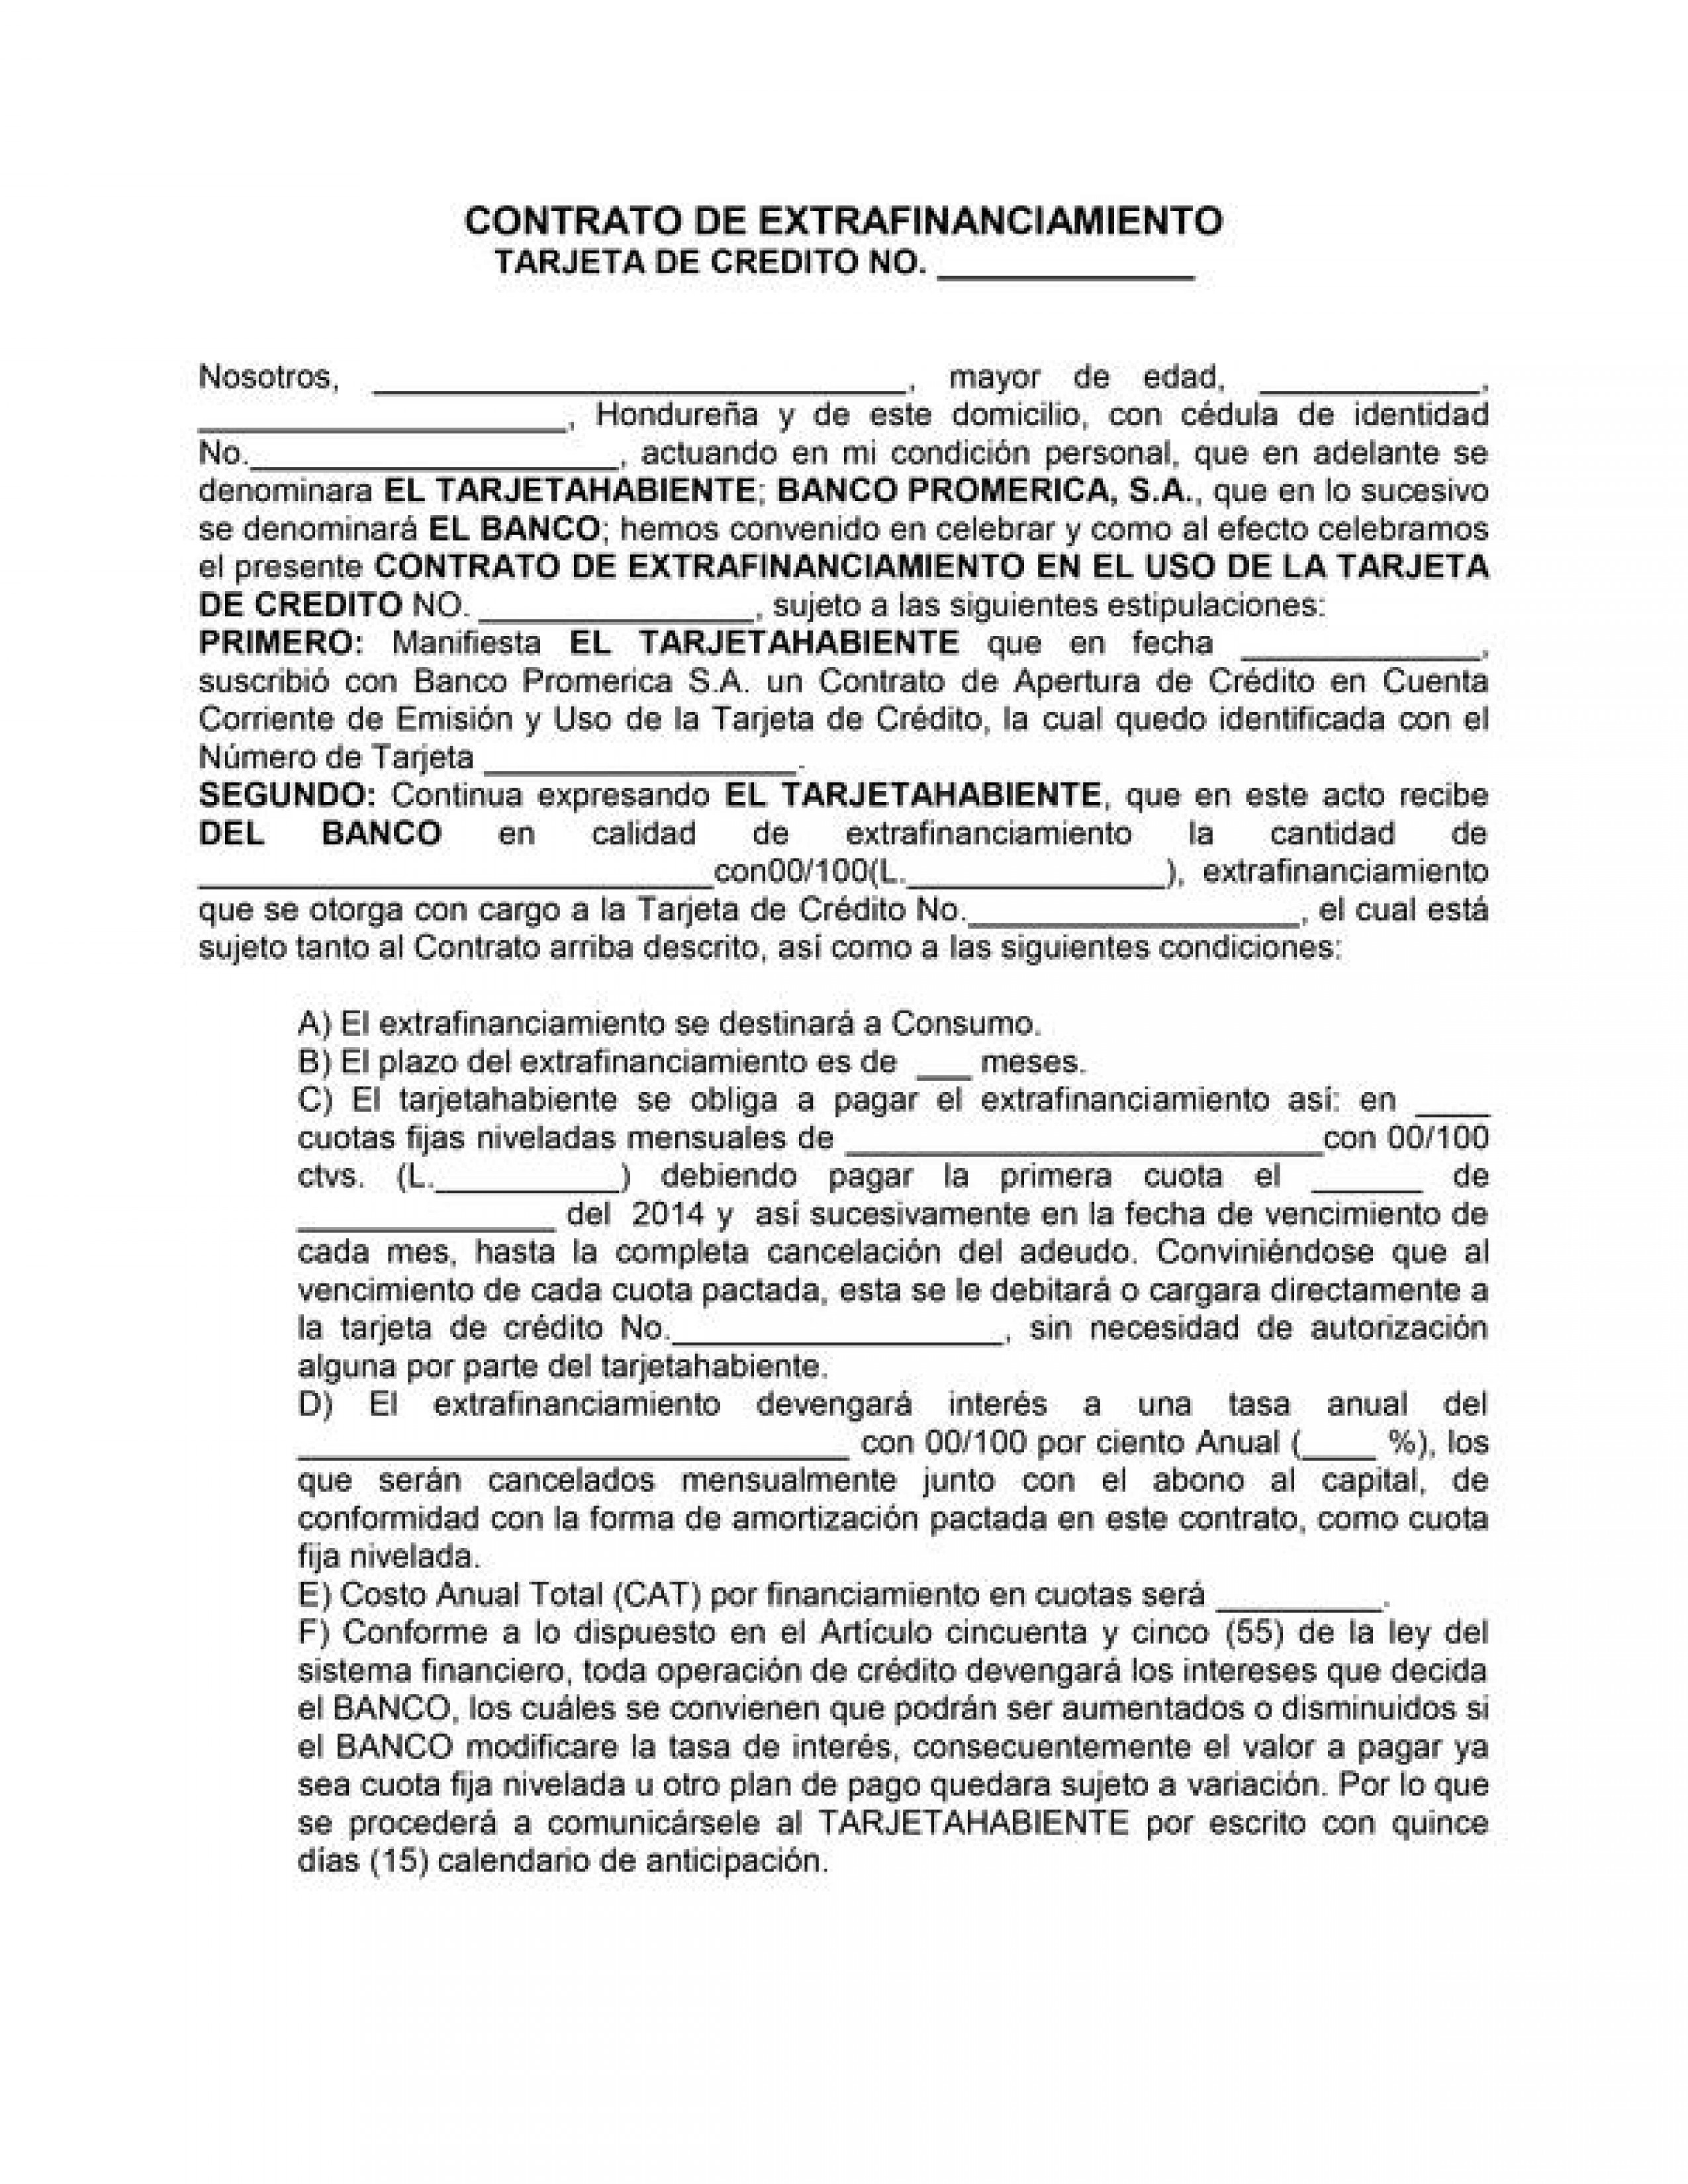 CONTRATO DE EXTRAFINANCIAMIENTO
TARJETA DE CREDITO NO. ______________
Nosotros, _____________________________, mayor de edad, ____________,
____________________, Hondureña y de este domicilio, con cédula de identidad
No.____________________, actuando en mi condición personal, que en adelante se
denominara EL TARJETAHABIENTE; BANCO PROMERICA, S.A., que en lo sucesivo
se denominará EL BANCO; hemos convenido en celebrar y como al efecto celebramos
el presente CONTRATO DE EXTRAFINANCIAMIENTO EN EL USO DE LA TARJETA
DE CREDITO NO. _______________, sujeto a las siguientes estipulaciones:
PRIMERO: Manifiesta EL TARJETAHABIENTE que en fecha _____________,
suscribió con Banco Promerica S.A. un Contrato de Apertura de Crédito en Cuenta
Corriente de Emisión y Uso de la Tarjeta de Crédito, la cual quedo identificada con el
Número de Tarjeta _________________.
SEGUNDO: Continua expresando EL TARJETAHABIENTE, que en este acto recibe
DEL BANCO en calidad de extrafinanciamiento la cantidad de
____________________________con00/100(L.______________), extrafinanciamiento
que se otorga con cargo a la Tarjeta de Crédito No.__________________, el cual está
sujeto tanto al Contrato arriba descrito, así como a las siguientes condiciones:
A) El extrafinanciamiento se destinará a Consumo.
B) El plazo del extrafinanciamiento es de ___ meses.
C) El tarjetahabiente se obliga a pagar el extrafinanciamiento así: en ____
cuotas fijas niveladas mensuales de __________________________con 00/100
ctvs. (L.__________) debiendo pagar la primera cuota el ______ de
______________ del 2014 y así sucesivamente en la fecha de vencimiento de
cada mes, hasta la completa cancelación del adeudo. Conviniéndose que al
vencimiento de cada cuota pactada, esta se le debitará o cargara directamente a
la tarjeta de crédito No.__________________, sin necesidad de autorización
alguna por parte del tarjetahabiente.
D) El extrafinanciamiento devengará interés a una tasa anual del
______________________________ con 00/100 por ciento Anual (____ %), los
que serán cancelados mensualmente junto con el abono al capital, de
conformidad con la forma de amortización pactada en este contrato, como cuota
fija nivelada.
E) Costo Anual Total (CAT) por financiamiento en cuotas será _________.
F) Conforme a lo dispuesto en el Artículo cincuenta y cinco (55) de la ley del
sistema financiero, toda operación de crédito devengará los intereses que decida
el BANCO, los cuáles se convienen que podrán ser aumentados o disminuidos si
el BANCO modificare la tasa de interés, consecuentemente el valor a pagar ya
sea cuota fija nivelada u otro plan de pago quedara sujeto a variación. Por lo que
se procederá a comunicársele al TARJETAHABIENTE por escrito con quince
días (15) calendario de anticipación.